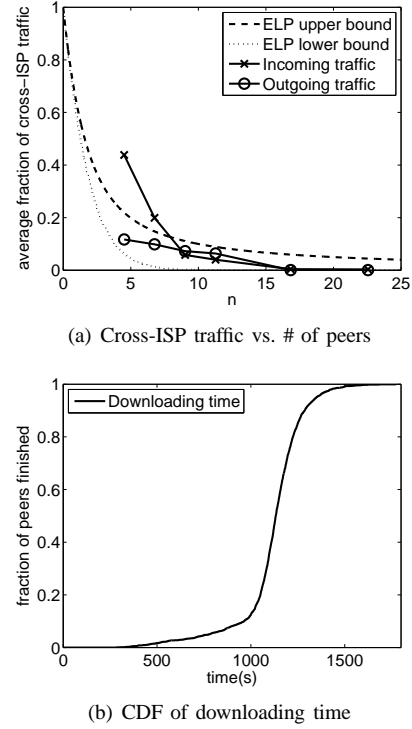 1
0.8
0.6
0.4
0.2
0
average fraction of cross−ISP traffic
ELP upper bound
ELP lower bound
Incoming traffic
Outgoing traffic
0 5 10 15 20 25
n
(a) Cross-ISP traffic vs. # of peers
1
0.8
0.6
0.4
0.2
0
fraction of peers finished
Downloading time
0 500 1000 1500
time(s)
(b) CDF of downloading time